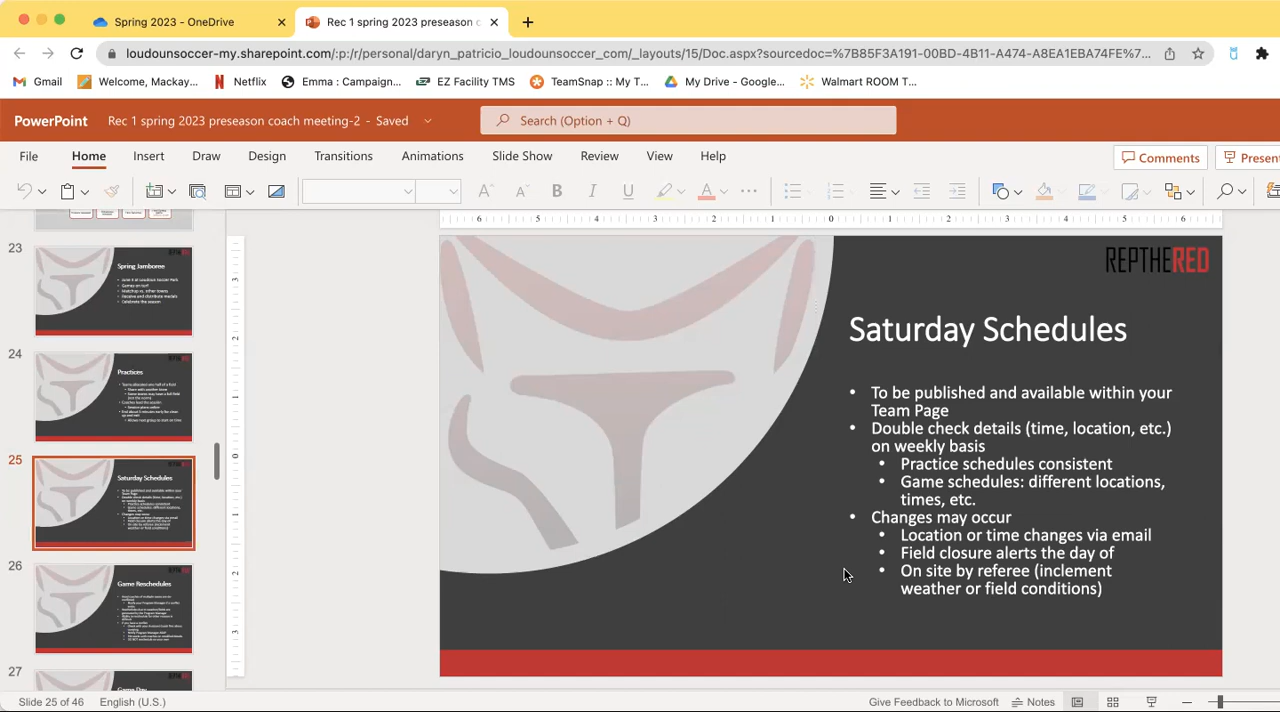 Spring 2023 - OneDrive
Rec 1 spring 2023 preseason c
loudounsoccer-my.sharepoint.com/:p:/r/personal/daryn_patricio_loudounsoccer_com/_layouts/15/Doc.aspx?sourcedoc=%7B85F3A191-00BD-4B11-A474-A8EA1EBA74FE%7...
Gmail Welcome, Mackay... Netflix Emma : Campaign... EZ Facility TMS TeamSnap :: My T... My Drive - Google... Walmart ROOM T...
PowerPoint Rec 1 spring 2023 preseason coach meeting-2 - Saved Search (Option + Q)
File Home Insert Draw Design Transitions Animations Slide Show Review View Help Comments Present
23
Spring Jamboree
24
Practices
25
Saturday Schedules
26
Game Reschedules
27
Game Day
REPTHERED
Saturday Schedules
• To be published and available within your
Team Page
• Double check details (time, location, etc.)
on weekly basis
• Practice schedules consistent
• Game schedules: different locations,
times, etc.
• Changes may occur
• Location or time changes via email
• Field closure alerts the day of
• On site by referee (inclement
weather or field conditions)
Slide 25 of 46 English (U.S.) Give Feedback to Microsoft Notes